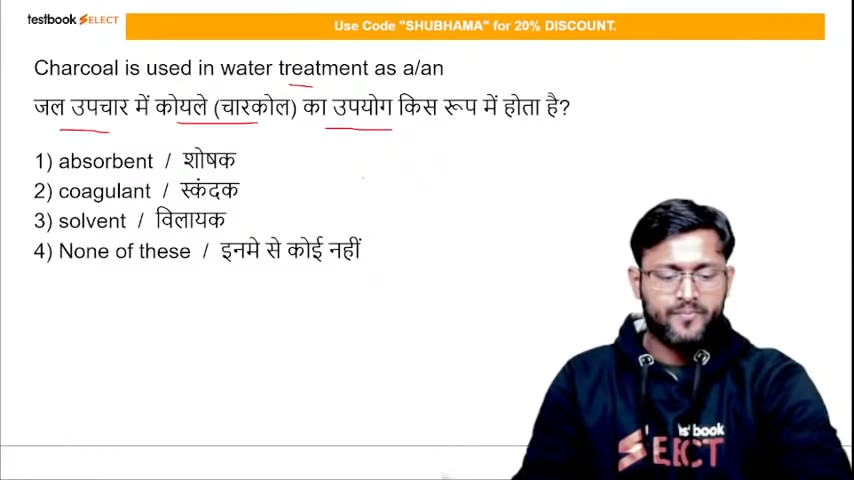 testbook SELECT
Use Code "SHUBHAMA" for 20% DISCOUNT.
Charcoal is used in water treatment as a/an
जल उपचार में कोयले (चारकोल) का उपयोग किस रूप में होता है?
1) absorbent / शोषक
2) coagulant / स्कंदक
3) solvent / विलायक
4) None of these / इनमे से कोई नहीं
testbook
SELECT